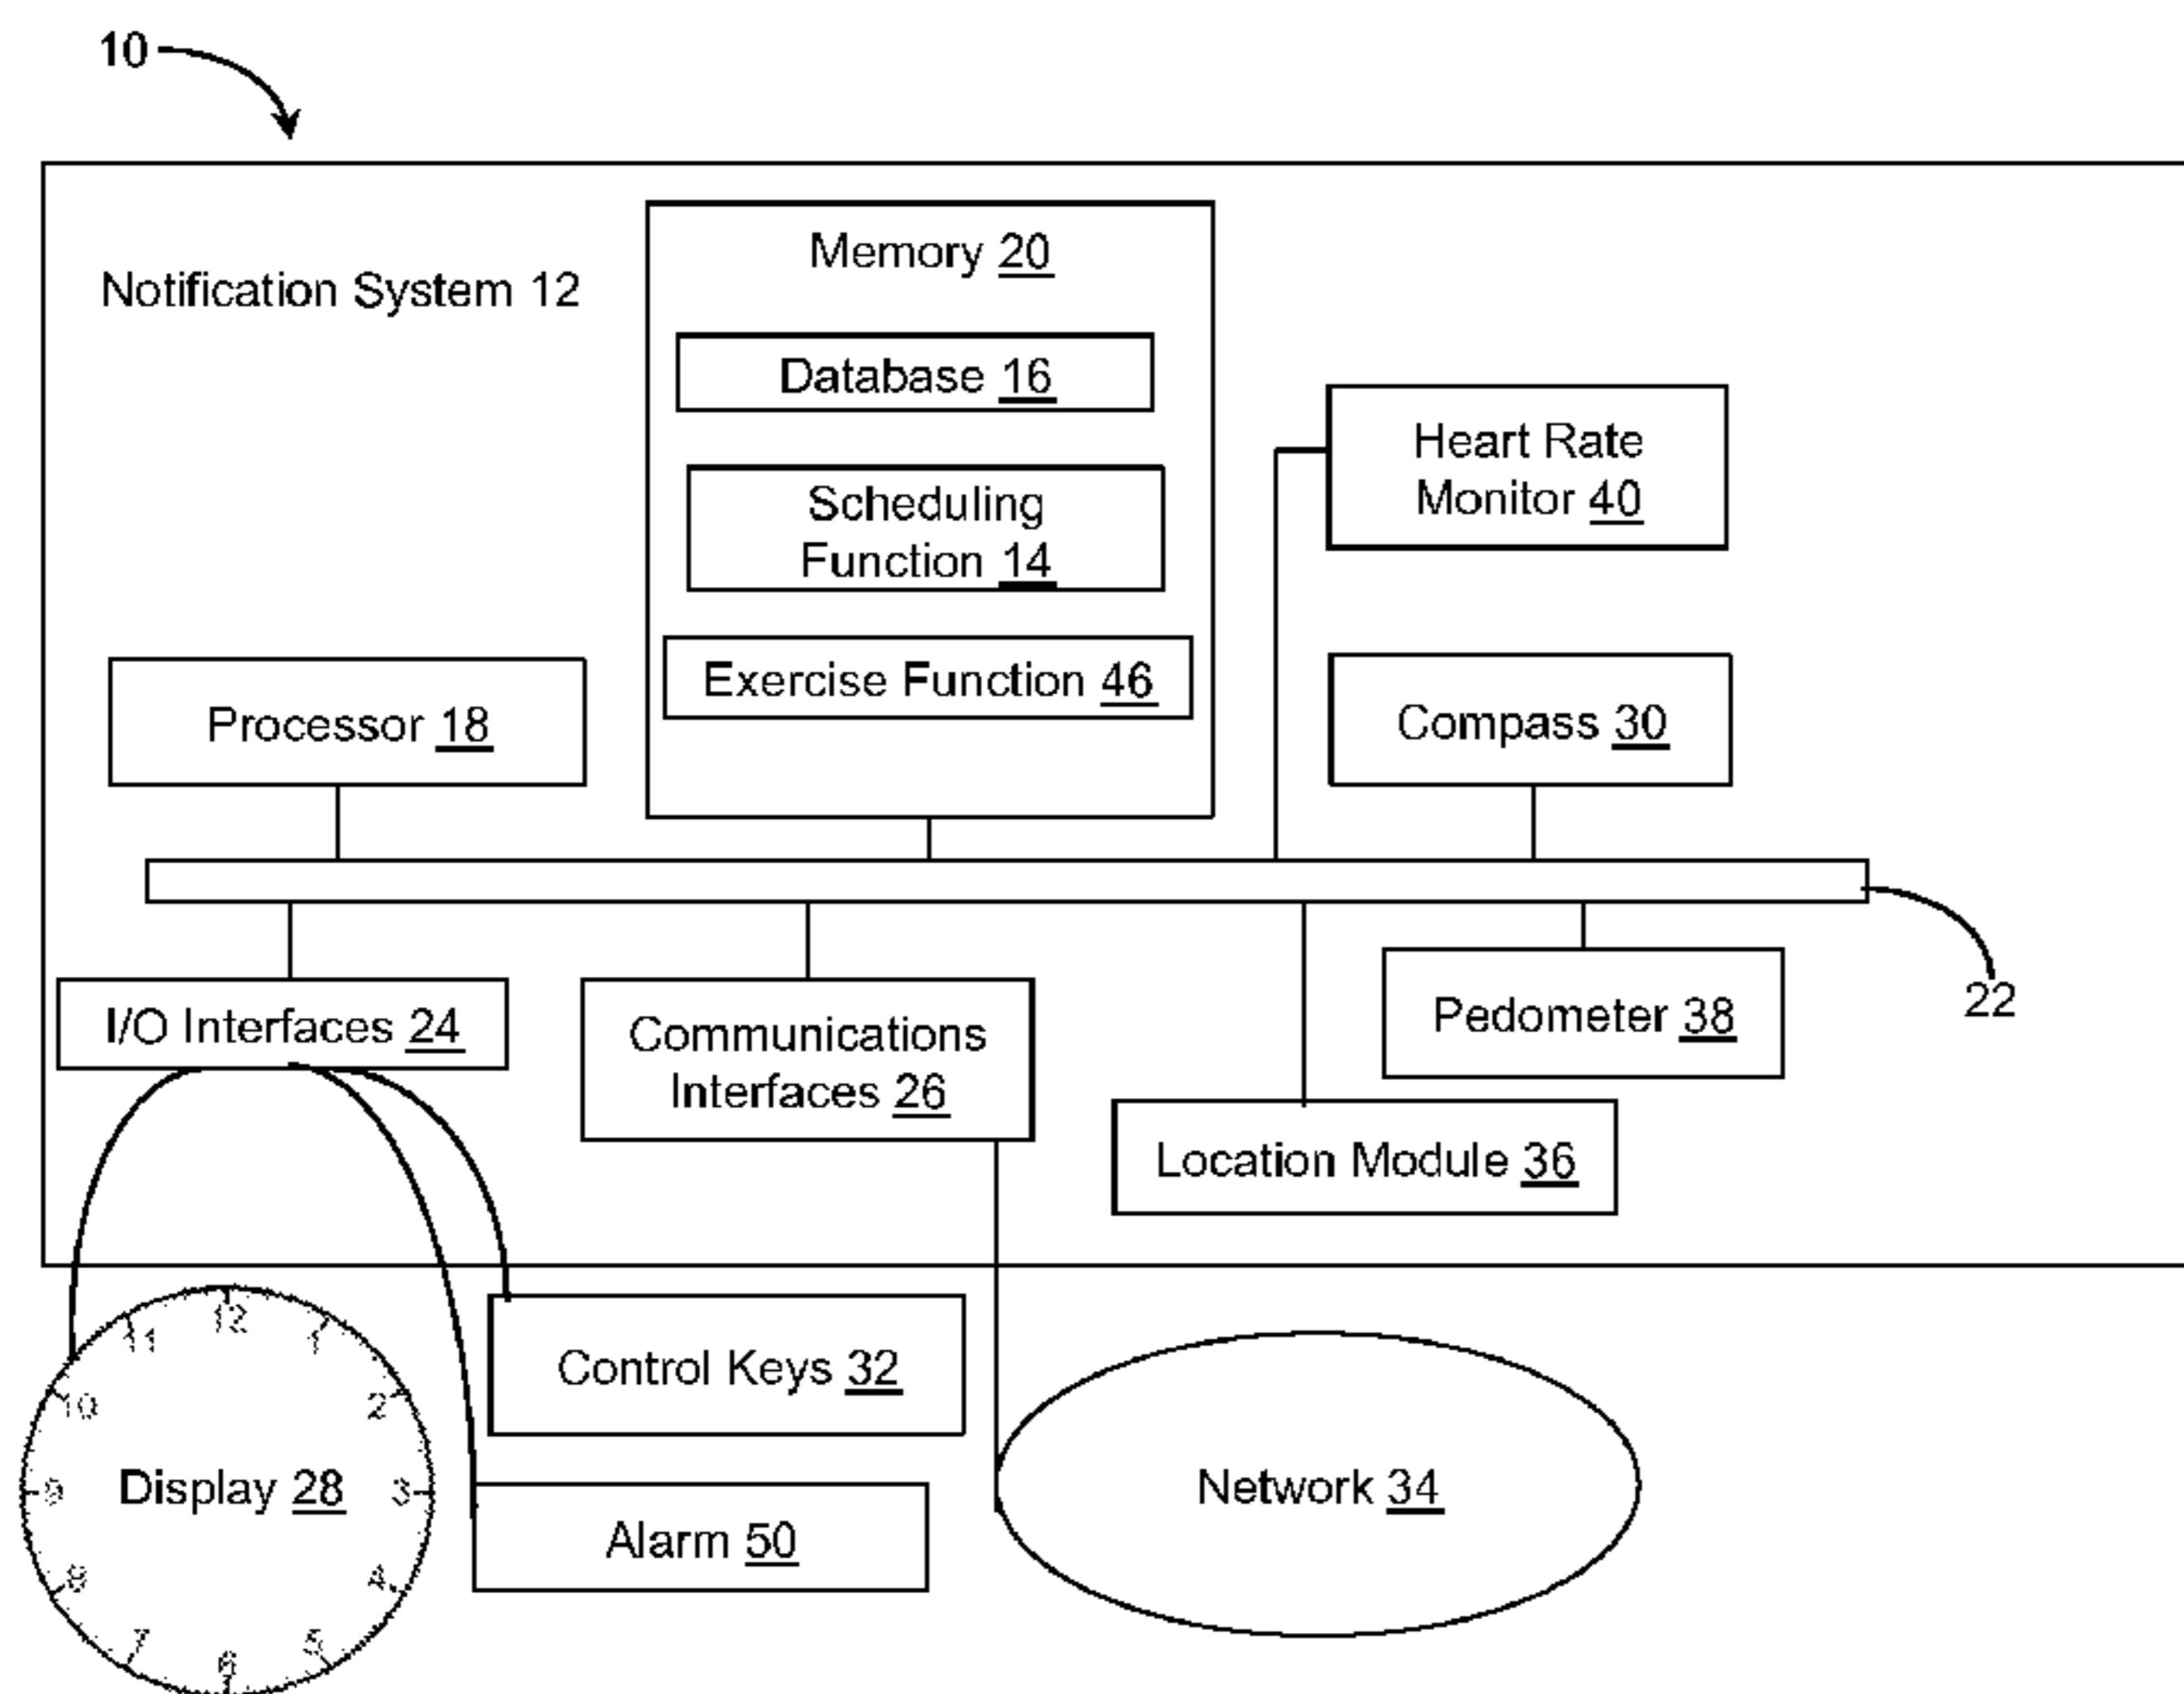 10
Notification System 12
Memory 20
Database 16
Scheduling
Function 14
Exercise Function 46
Heart Rate
Monitor 40
Processor 18
Compass 30
22
I/O Interfaces 24
Communications
Interfaces 26
Pedometer 38
Location Module 36
12
1
2
3
4
5
6
7
8
9
10
11
Display 28
Control Keys 32
Alarm 50
Network 34